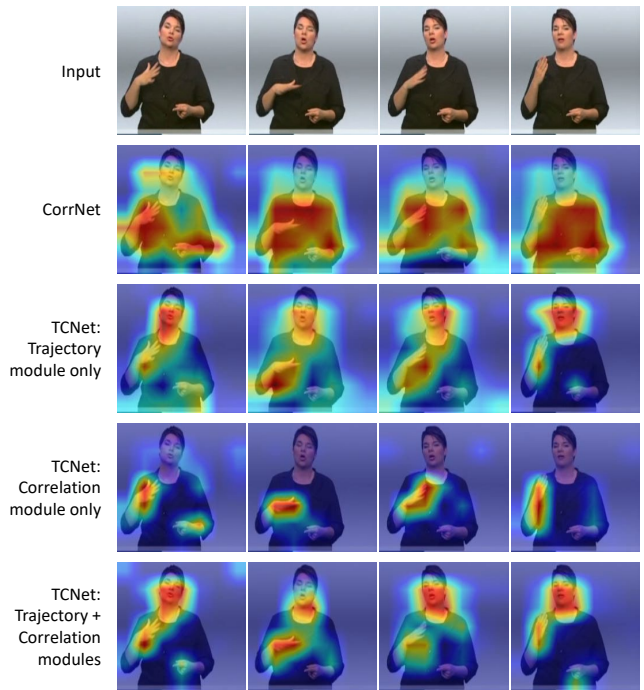 Input
CorrNet
TCNet:
Trajectory
module only
TCNet:
Correlation
module only
TCNet:
Trajectory +
Correlation
modules